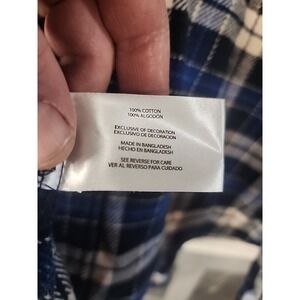 100% COTTON
100% ALGODÓN
EXCLUSIVE OF DECORATION
EXCLUSIVO DE DECORACION
MADE IN BANGLADESH
HECHO EN BANGLADESH
SEE REVERSE FOR CARE
VER AL REVERSO PARA CUIDADO